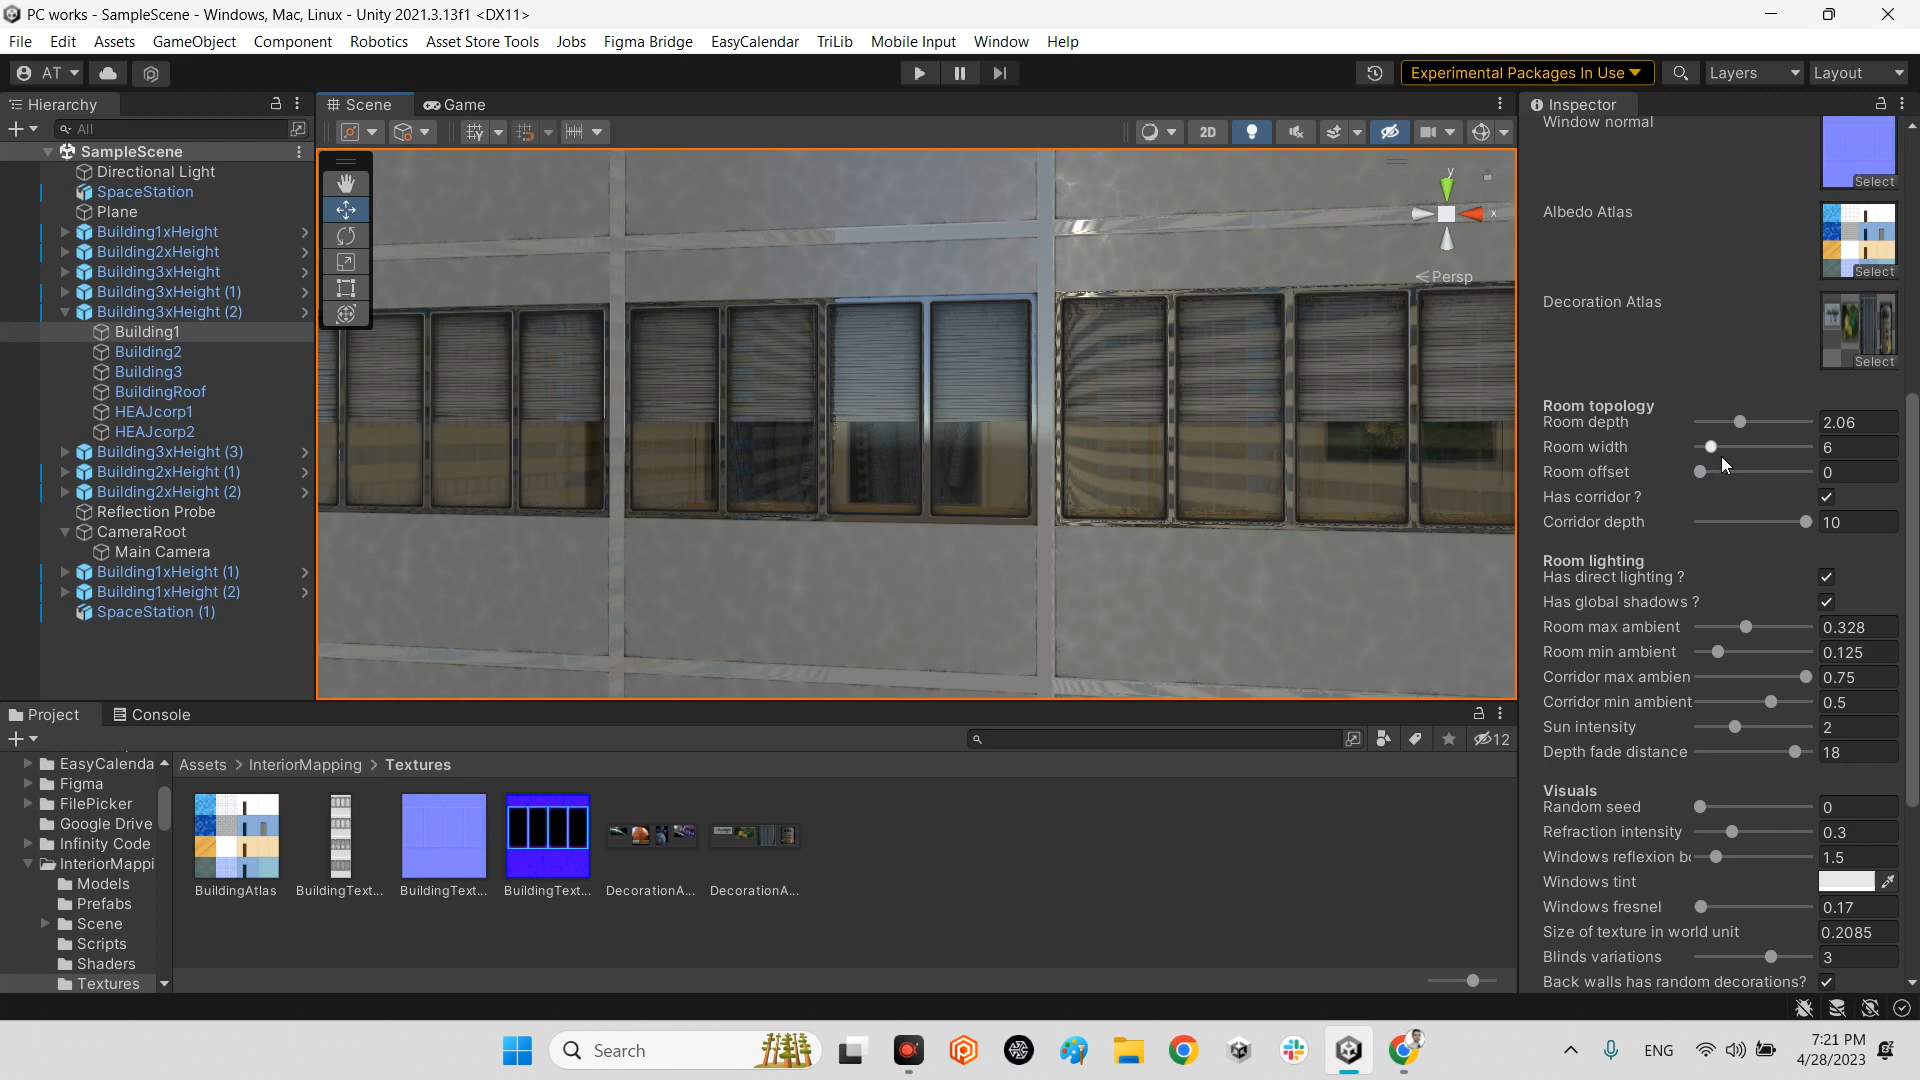 PC works - SampleScene - Windows, Mac, Linux - Unity 2021.3.13f1 <DX11>
File Edit Assets GameObject Component Robotics Asset Store Tools Jobs Figma Bridge EasyCalendar TriLib Mobile Input Window Help
AT Experimental Packages In Use Layers Layout
Hierarchy
All
SampleScene
Directional Light
SpaceStation
Plane
Building1xHeight
Building2xHeight
Building3xHeight
Building3xHeight (1)
Building3xHeight (2)
Building1
Building2
Building3
BuildingRoof
HEAJcorp1
HEAJcorp2
Building3xHeight (3)
Building2xHeight (1)
Building2xHeight (2)
Reflection Probe
CameraRoot
Main Camera
Building1xHeight (1)
Building1xHeight (2)
SpaceStation (1)
Scene Game
2D
y
x
Persp
Inspector
Window normal
Select
Albedo Atlas
Select
Decoration Atlas
Select
Room topology
Room depth 2.06
Room width 6
Room offset 0
Has corridor ?
Corridor depth 10
Room lighting
Has direct lighting ?
Has global shadows ?
Room max ambient 0.328
Room min ambient 0.125
Corridor max ambien 0.75
Corridor min ambient 0.5
Sun intensity 2
Depth fade distance 18
Visuals
Random seed 0
Refraction intensity 0.3
Windows reflexion bo 1.5
Windows tint
Windows fresnel 0.17
Size of texture in world unit 0.2085
Blinds variations 3
Back walls has random decorations?
Project Console
12
EasyCalenda
Figma
FilePicker
Google Drive
Infinity Code
InteriorMappi
Models
Prefabs
Scene
Scripts
Shaders
Textures
Assets > InteriorMapping > Textures
BuildingAtlas BuildingText... BuildingText... BuildingText... DecorationA... DecorationA...
Search
ENG
7:21 PM
4/28/2023